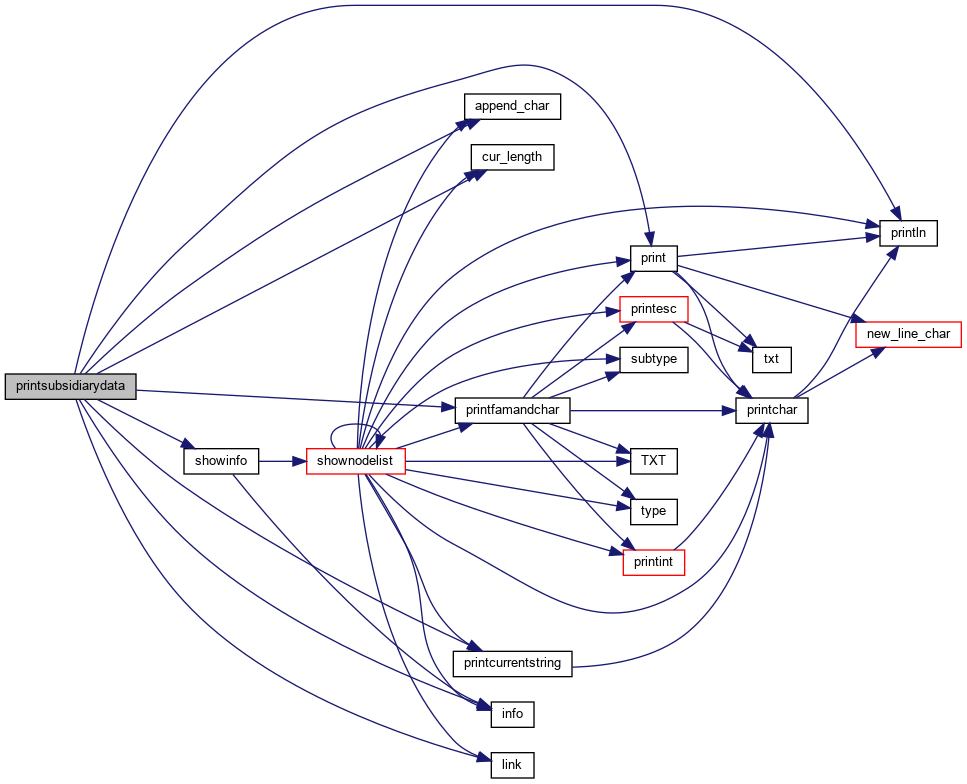 append_char
cur_length
println
print
printesc
new_line_char
subtype
txt
printsubsidiarydata
printfamandchar
printchar
showinfo
shownodelist
TXT
type
printint
printcurrentstring
info
link